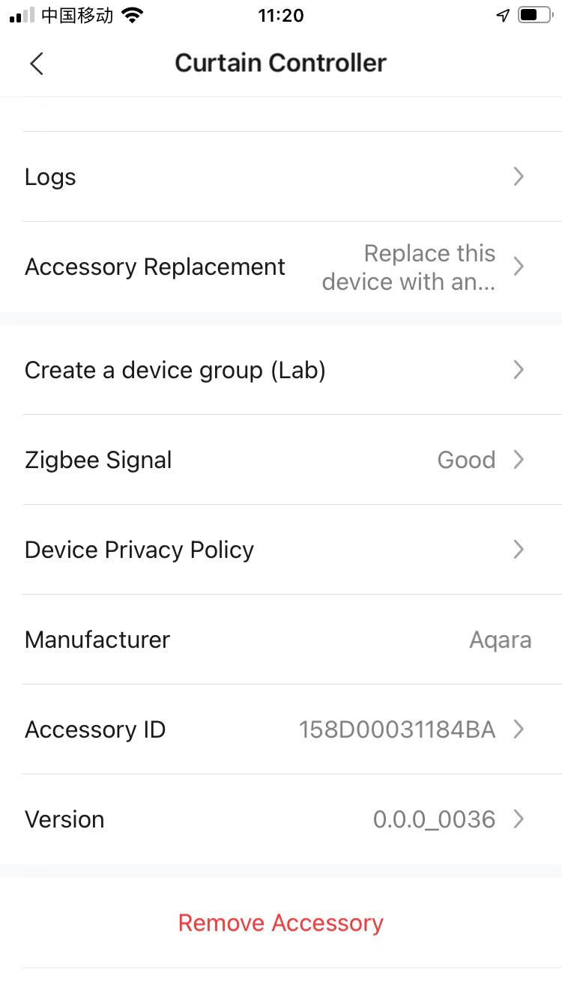 中国移动 11:20
Curtain Controller
Logs
Accessory Replacement
Replace this
device with an...
Create a device group (Lab)
Zigbee Signal Good
Device Privacy Policy
Manufacturer Aqara
Accessory ID 158D00031184BA
Version 0.0.0_0036
Remove Accessory